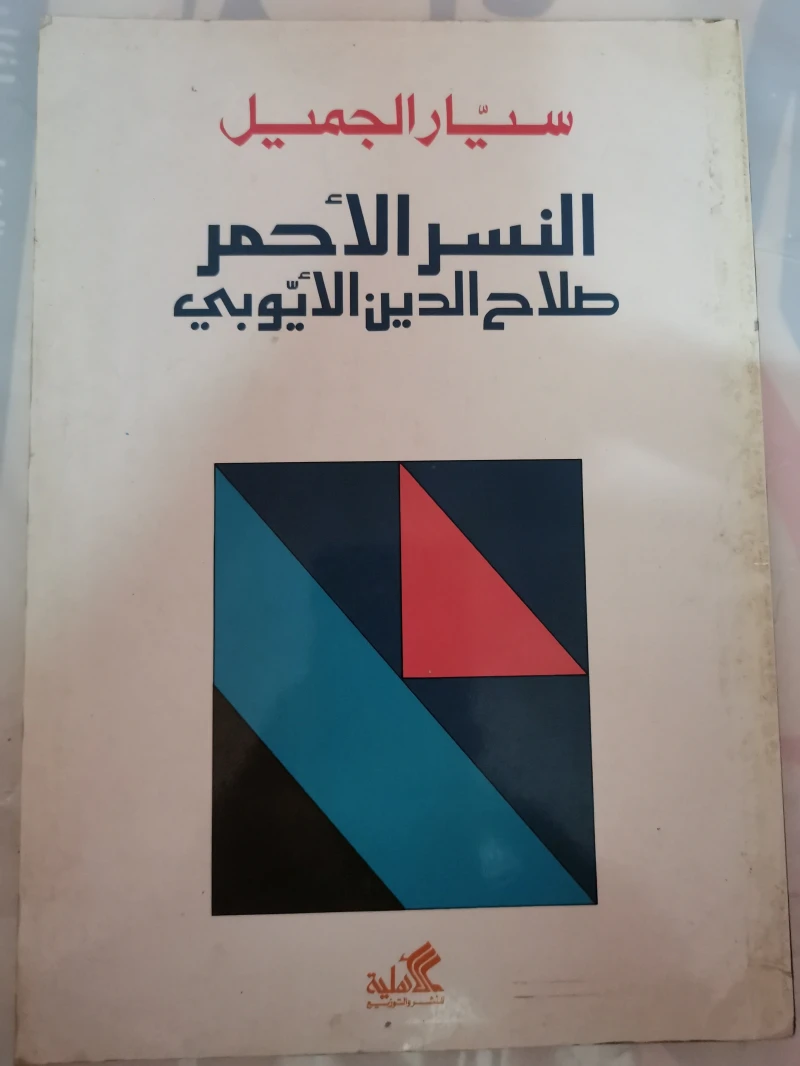 سيّار الجميل
النسر الأحمر
صلاح الدين الأيّوبي
الأهلية
للنشر والتوزيع